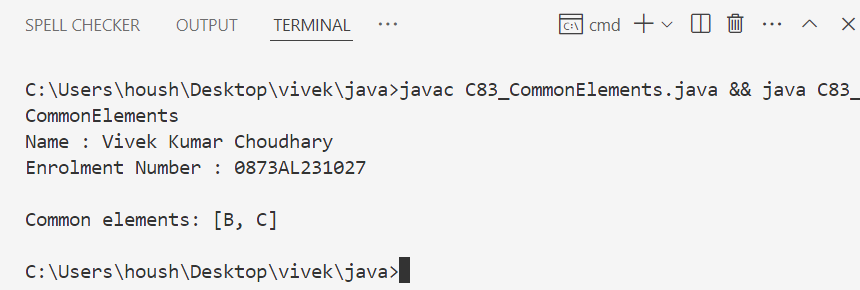 SPELL CHECKER OUTPUT TERMINAL ... cmd
C:\Users\housh\Desktop\vivek\java>javac C83_CommonElements.java && java C83_
CommonElements
Name : Vivek Kumar Choudhary
Enrolment Number : 0873AL231027
Common elements: [B, C]
C:\Users\housh\Desktop\vivek\java>